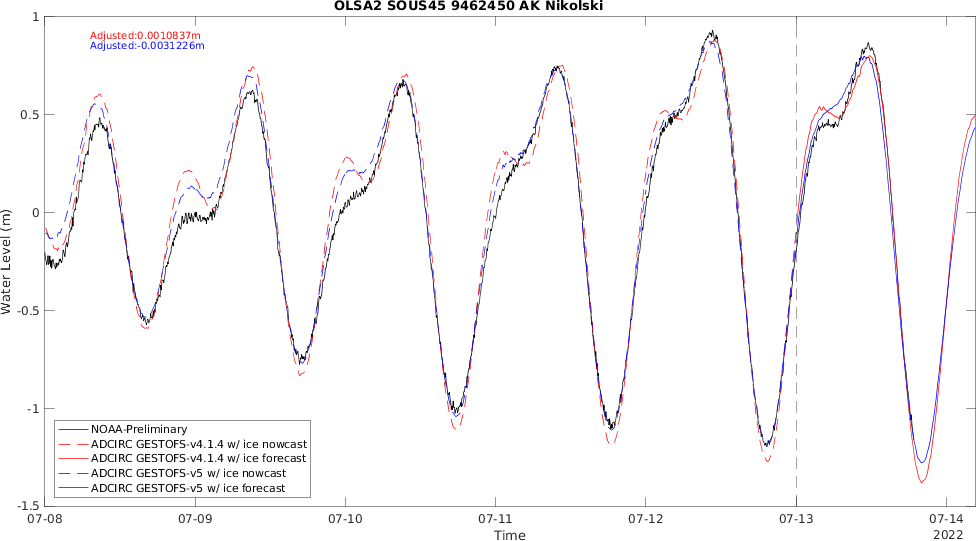 OLSA2 SOUS45 9462450 AK Nikolski
Adjusted:0.0010837m
Adjusted:-0.0031226m
Water Level (m)
1
0.5
0
-0.5
-1
-1.5
NOAA-Preliminary
ADCIRC GESTOFS-v4.1.4 w/ ice nowcast
ADCIRC GESTOFS-v4.1.4 w/ ice forecast
ADCIRC GESTOFS-v5 w/ ice nowcast
ADCIRC GESTOFS-v5 w/ ice forecast
07-08 07-09 07-10 07-11 07-12 07-13 07-14
Time
2022